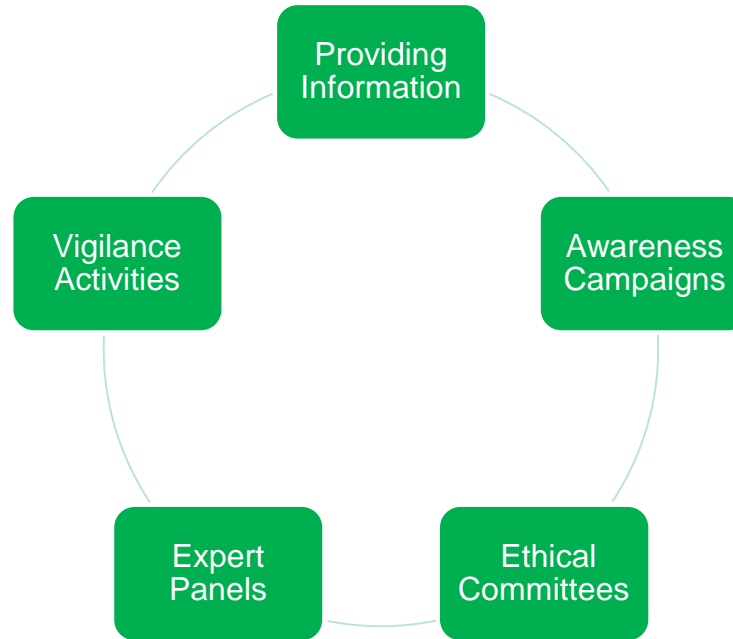 Providing
Information
Awareness
Campaigns
Ethical
Committees
Expert
Panels
Vigilance
Activities